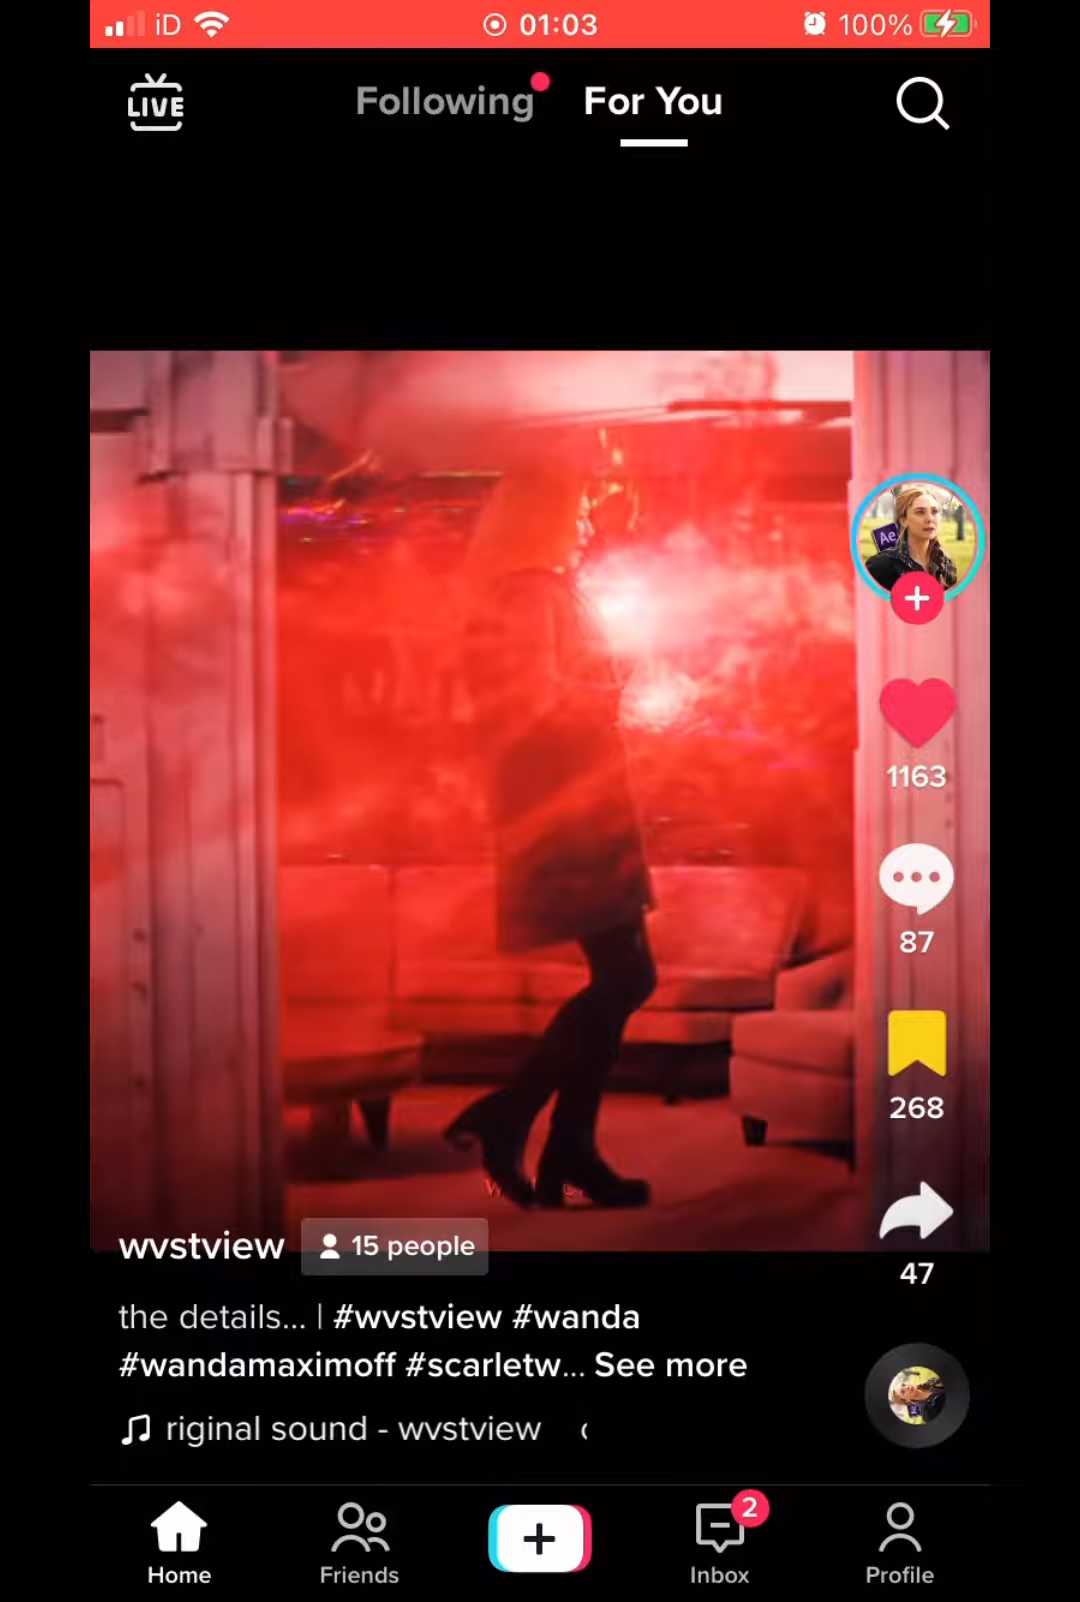 iD 01:03 100%
LIVE Following For You
Ae
1163
87
268
47
wvstview 15 people
the details... | #wvstview #wanda
#wandamaximoff #scarletw... See more
riginal sound - wvstview
2
Home Friends Inbox Profile